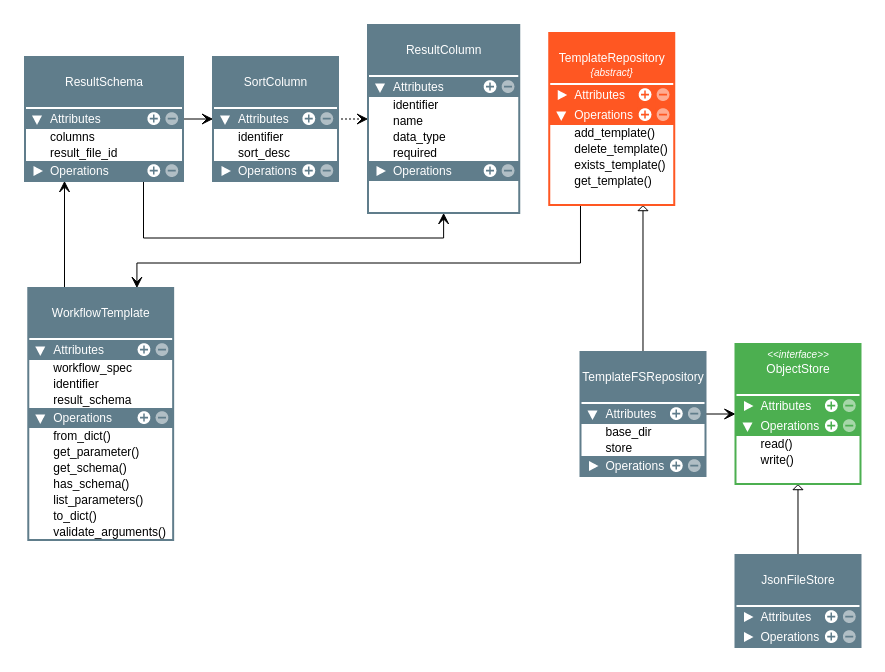 ResultSchema
Attributes
columns
result_file_id
Operations
SortColumn
Attributes
identifier
sort_desc
Operations
ResultColumn
Attributes
identifier
name
data_type
required
Operations
TemplateRepository
{abstract}
Attributes
Operations
add_template()
delete_template()
exists_template()
get_template()
WorkflowTemplate
Attributes
workflow_spec
identifier
result_schema
Operations
from_dict()
get_parameter()
get_schema()
has_schema()
list_parameters()
to_dict()
validate_arguments()
TemplateFSRepository
Attributes
base_dir
store
Operations
<<interface>>
ObjectStore
Attributes
Operations
read()
write()
JsonFileStore
Attributes
Operations